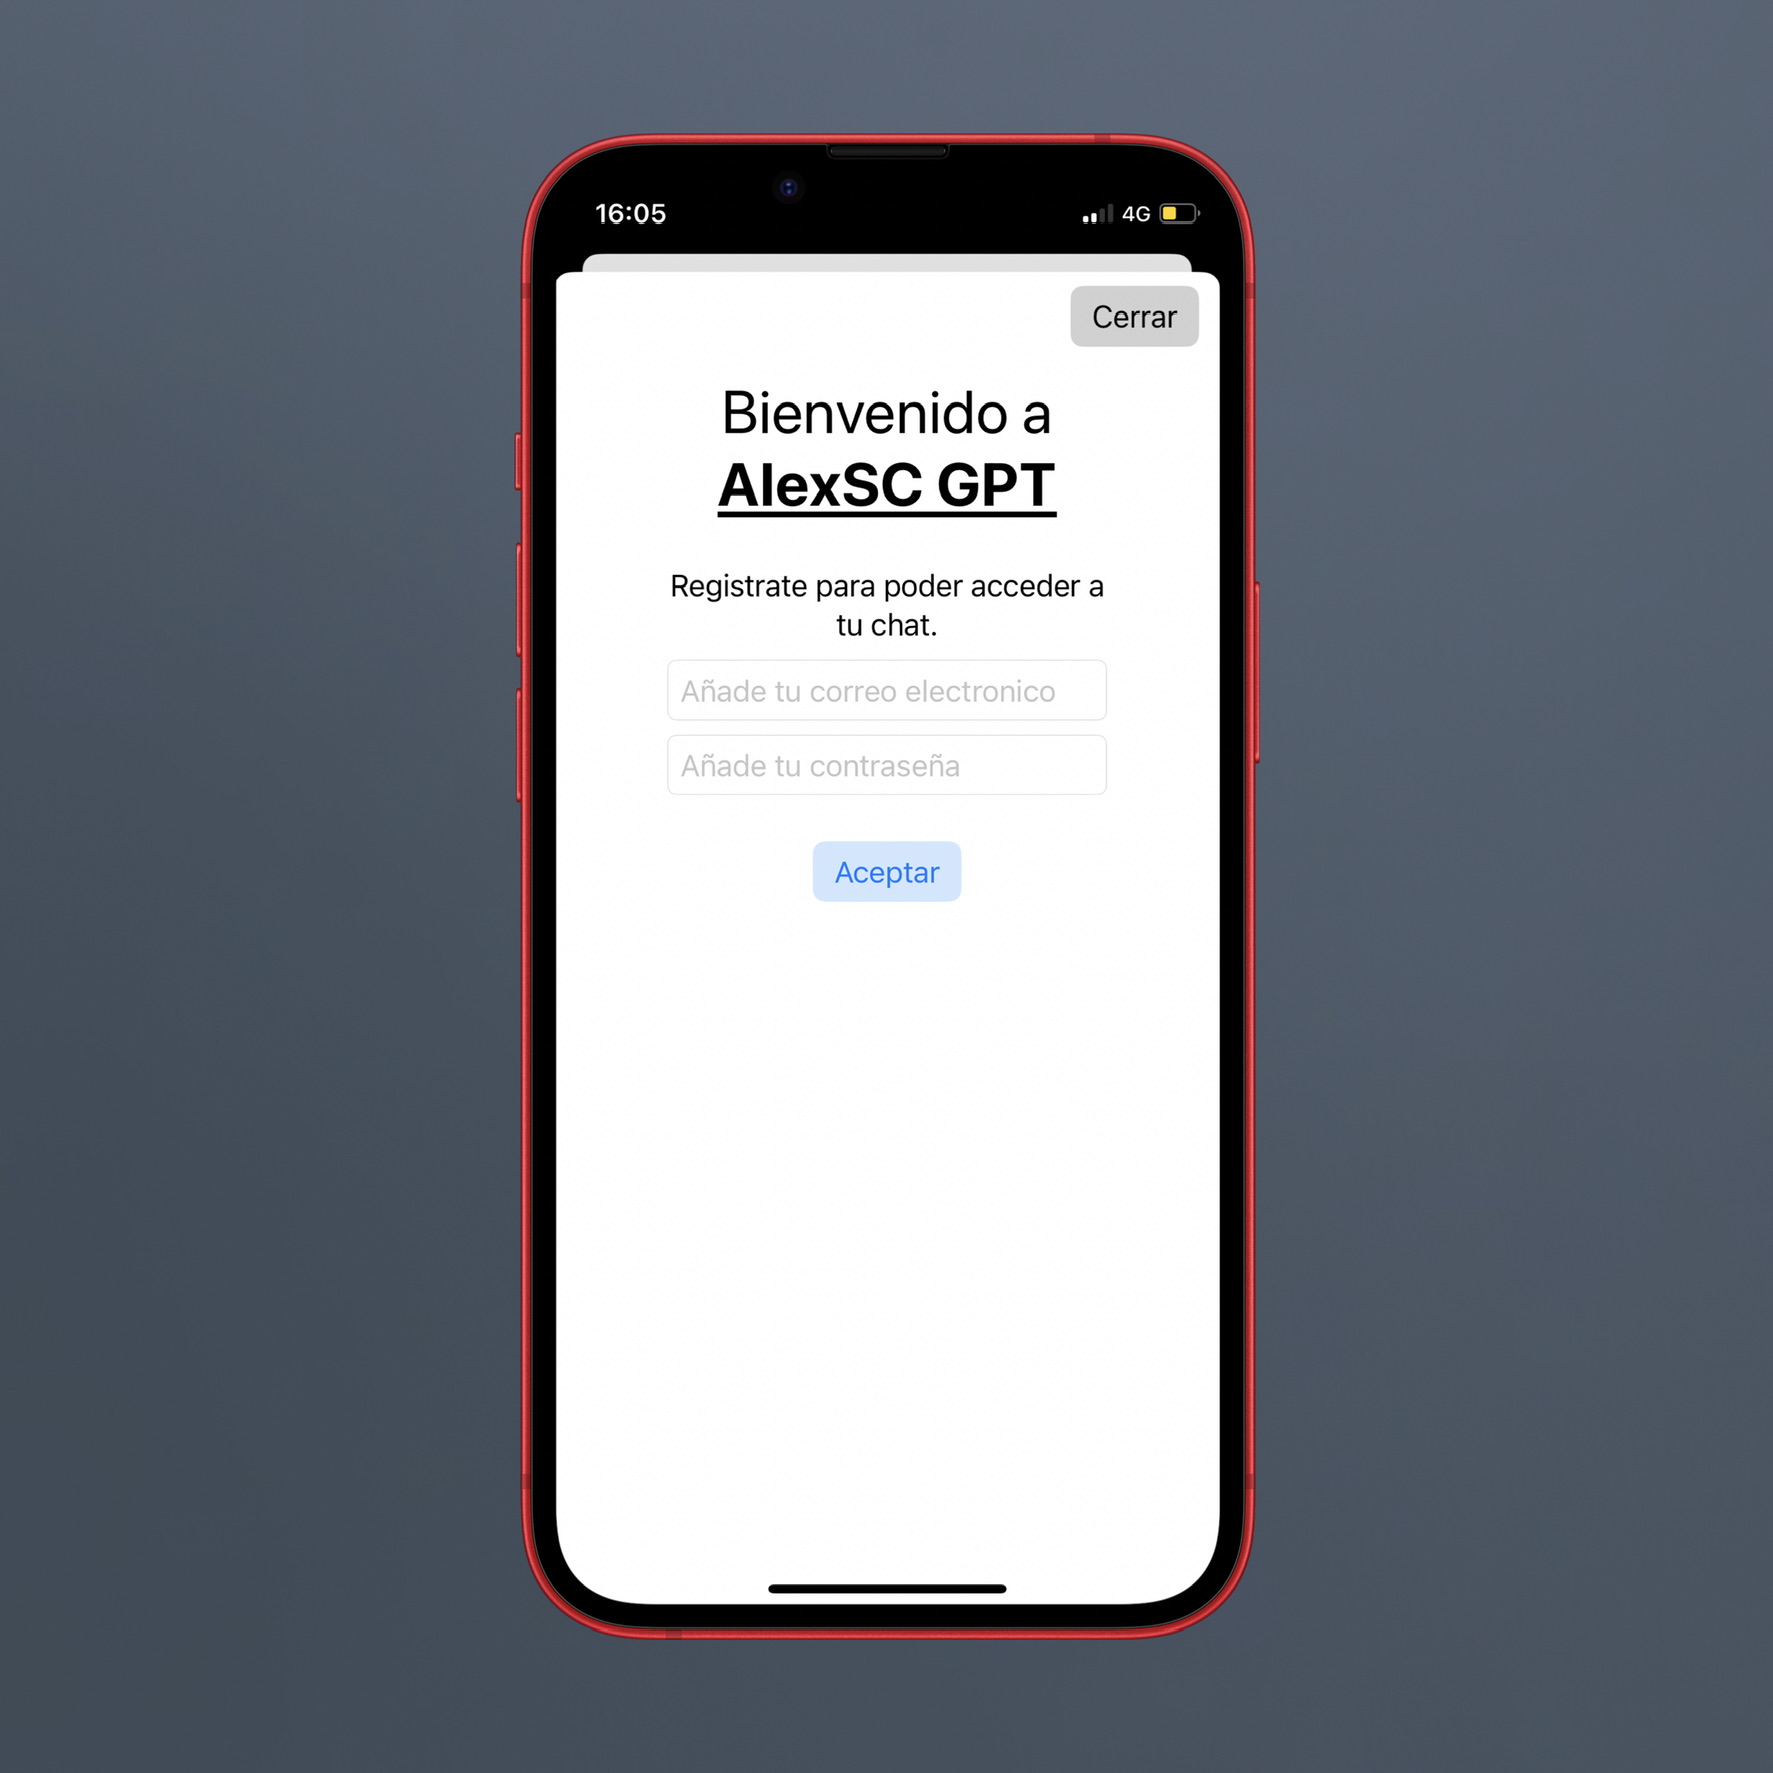 16:05
4G
Cerrar
Bienvenido a
AlexSC GPT
Registrate para poder acceder a
tu chat.
Añade tu correo electronico
Añade tu contraseña
Aceptar